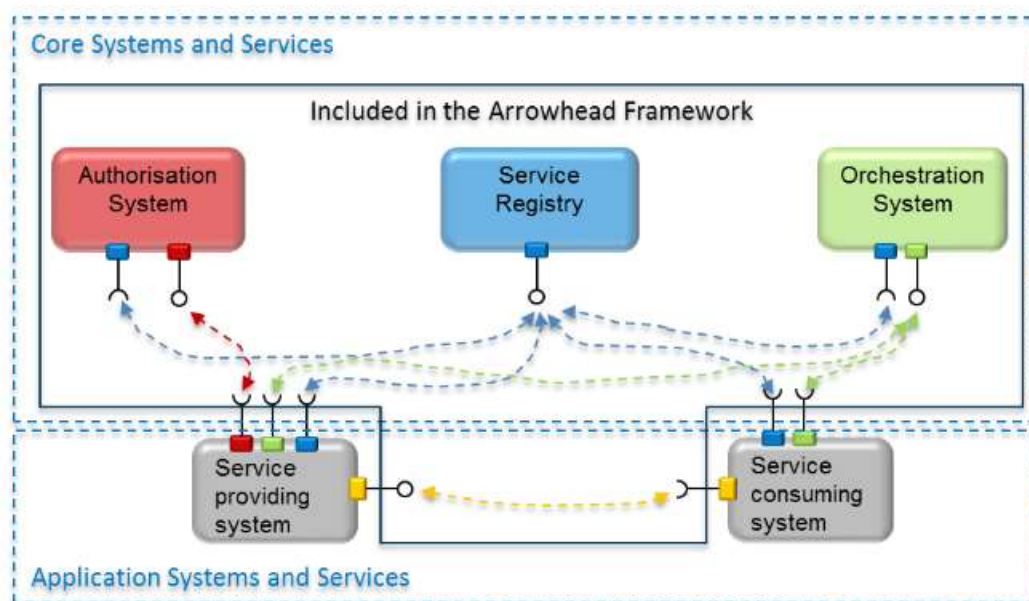 Core Systems and Services
Included in the Arrowhead Framework
Authorisation
System
Service
Registry
Orchestration
System
Service
providing
system
Service
consuming
system
Application Systems and Services